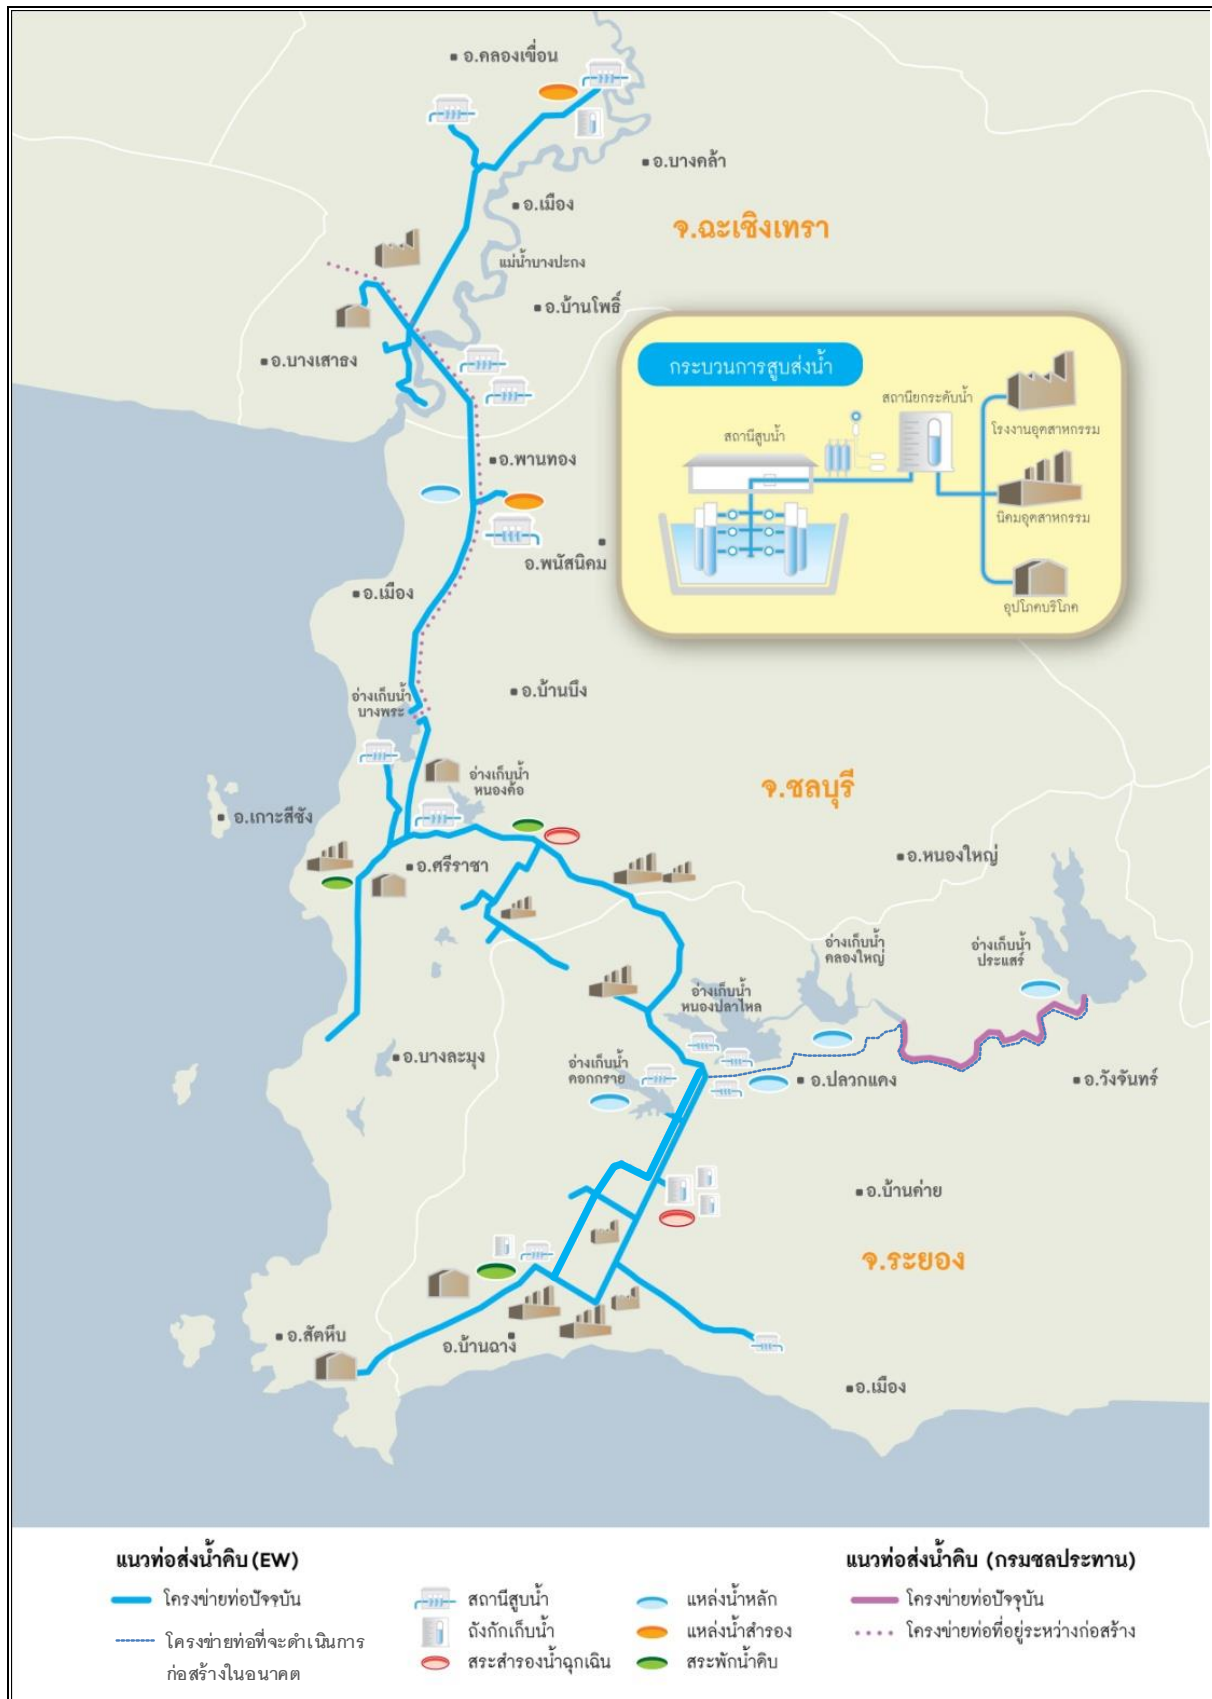 อ.คลองเขื่อน
อ.บางคล้า
อ.เมือง
จ.ฉะเชิงเทรา
แม่น้ำบางปะกง
อ.บ้านโพธิ์
อ.บางเสาธง
กระบวนการสูบส่งน้ำ
สถานียกระดับน้ำ
สถานีสูบน้ำ
โรงงานอุตสาหกรรม
นิคมอุตสาหกรรม
อุปโภคบริโภค
อ.พานทอง
อ.พนัสนิคม
อ.เมือง
อ.บ้านบึง
อ่างเก็บน้ำ
บางพระ
อ่างเก็บน้ำ
หนองค้อ
จ.ชลบุรี
อ.เกาะสีชัง
อ.ศรีราชา
อ.หนองใหญ่
อ่างเก็บน้ำ
คลองใหญ่
อ่างเก็บน้ำ
ประแสร์
อ่างเก็บน้ำ
หนองปลาไหล
อ.บางละมุง
อ่างเก็บน้ำ
ดอกกราย
อ.ปลวกแดง
อ.วังจันทร์
อ.บ้านค่าย
จ.ระยอง
อ.สัตหีบ
อ.บ้านฉาง
อ.เมือง
แนวท่อส่งน้ำดิบ (EW)
โครงข่ายท่อปัจจุบัน
โครงข่ายท่อที่จะดำเนินการ
ก่อสร้างในอนาคต
สถานีสูบน้ำ
ถังกักเก็บน้ำ
สระสำรองน้ำฉุกเฉิน
แหล่งน้ำหลัก
แหล่งน้ำสำรอง
สระพักน้ำดิบ
แนวท่อส่งน้ำดิบ (กรมชลประทาน)
โครงข่ายท่อปัจจุบัน
โครงข่ายท่อที่อยู่ระหว่างก่อสร้าง